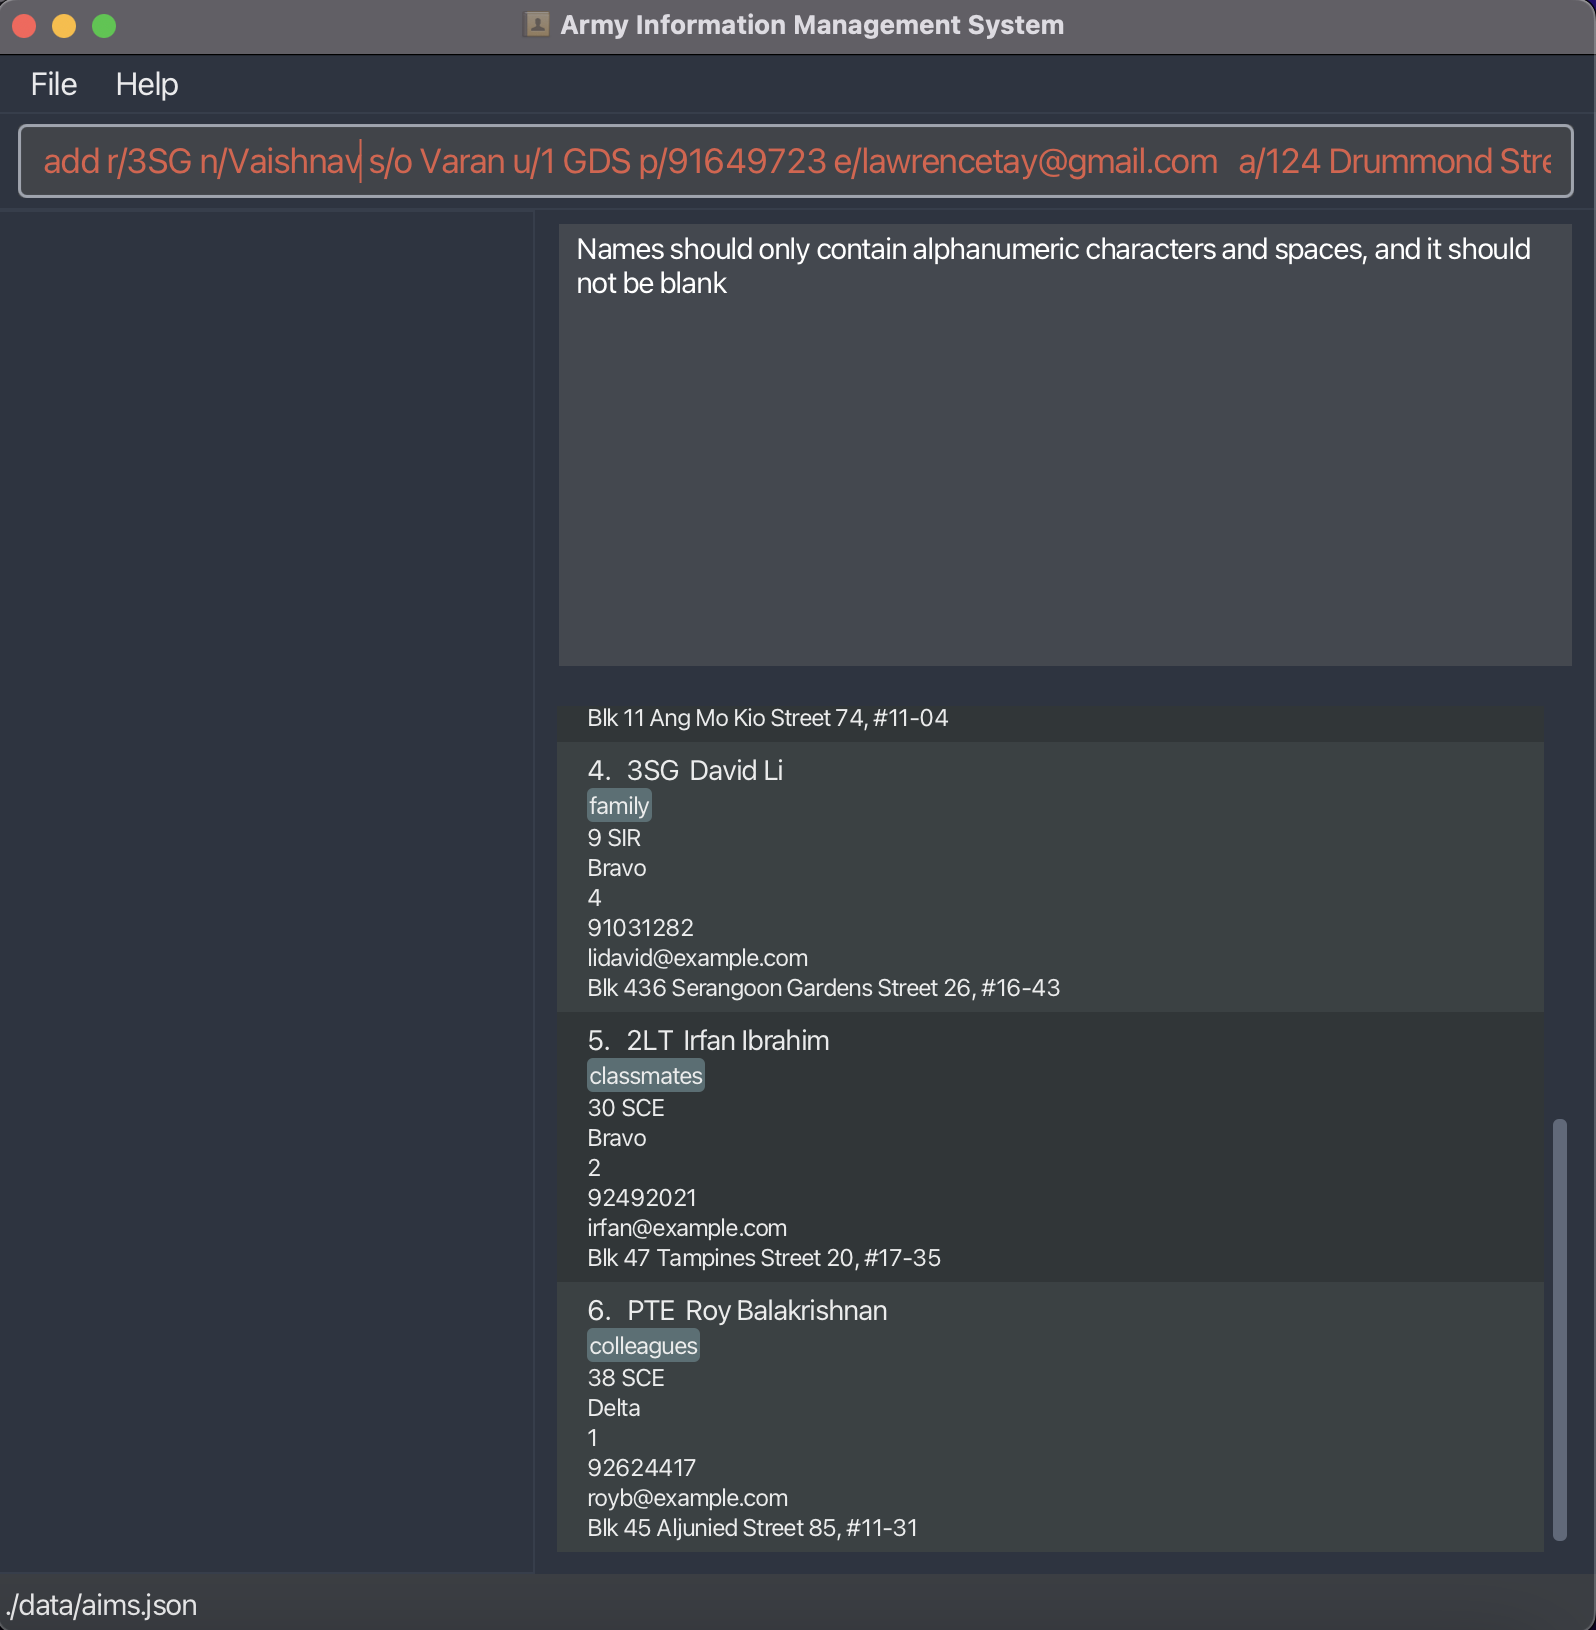 Army Information Management System
File Help
add r/3SG n/Vaishnav s/o Varan u/1 GDS p/91649723 e/lawrencetay@gmail.com a/124 Drummond Stre
Names should only contain alphanumeric characters and spaces, and it should
not be blank
Blk 11 Ang Mo Kio Street 74, #11-04
4. 3SG David Li
family
9 SIR
Bravo
4
91031282
lidavid@example.com
Blk 436 Serangoon Gardens Street 26, #16-43
5. 2LT Irfan Ibrahim
classmates
30 SCE
Bravo
2
92492021
irfan@example.com
Blk 47 Tampines Street 20, #17-35
6. PTE Roy Balakrishnan
colleagues
38 SCE
Delta
1
92624417
royb@example.com
Blk 45 Aljunied Street 85, #11-31
./data/aims.json